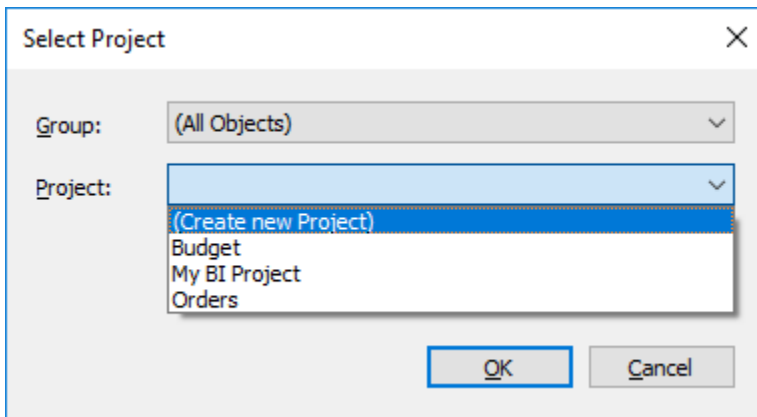 Select Project
Group: (All Objects)
Project:
(Create new Project)
Budget
My BI Project
Orders
OK Cancel